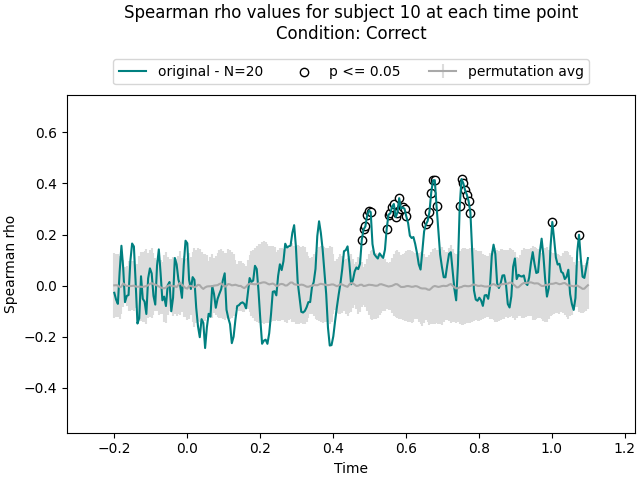 Spearman rho values for subject 10 at each time point
Condition: Correct
original - N=20 p <= 0.05 permutation avg
Spearman rho
0.6
0.4
0.2
0.0
−0.2
−0.4
−0.2 0.0 0.2 0.4 0.6 0.8 1.0 1.2
Time